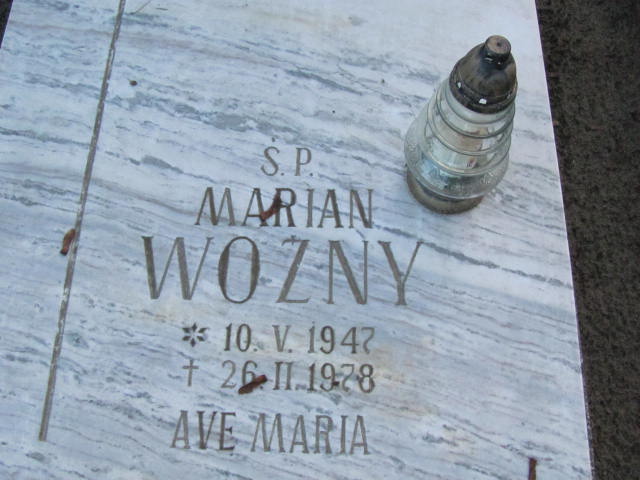 Ś.P.
MARIAN
WOŹNY
* 10. V. 1947
† 26. II. 1978
AVE MARIA